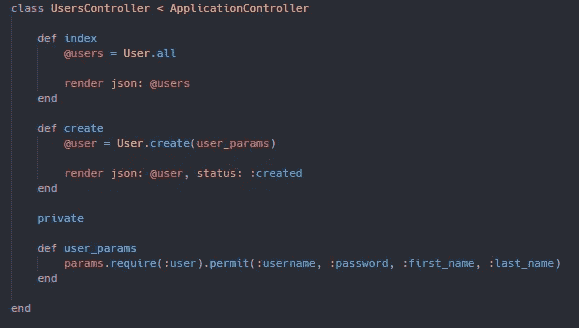 class UsersController < ApplicationController
def index
@users = User.all
render json: @users
end
def create
@user = User.create(user_params)
render json: @user, status: :created
end
private
def user_params
params.require(:user).permit(:username, :password, :first_name, :last_name)
end
end